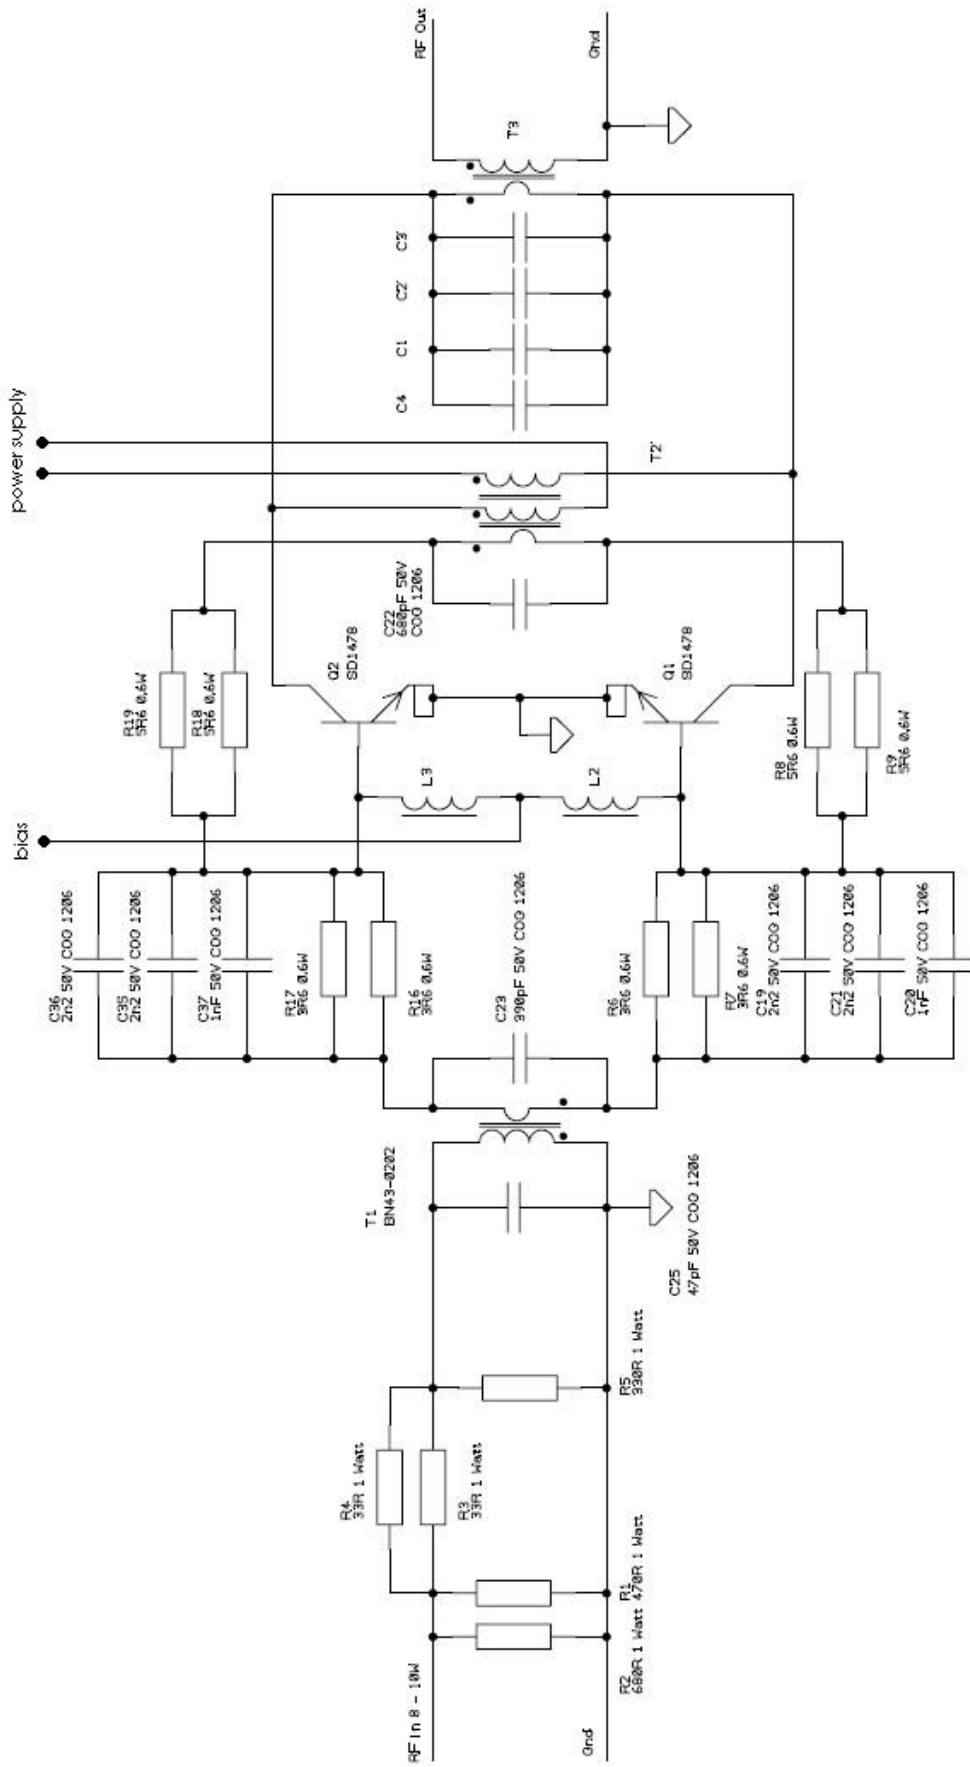 RF In 8 - 10W
Gnd
R2
680R 1 Watt
R1
470R 1 Watt
R4
33R 1 Watt
R3
33R 1 Watt
R5
330R 1 Watt
C25
47pF 50V COG 1206
T1
BN43-0202
C36
2n2 50V COG 1206
C35
2n2 50V COG 1206
C37
1nF 50V COG 1206
R17
3R6 0.6W
R16
3R6 0.6W
C23
390pF 50V COG 1206
R6
3R6 0.6W
R7
3R6 0.6W
C19
2n2 50V COG 1206
C21
2n2 50V COG 1206
C20
1nF 50V COG 1206
bias
L3
L2
R19
5R6 0.6W
R18
5R6 0.6W
R8
5R6 0.6W
R9
5R6 0.6W
Q2
SD1478
Q1
SD1478
C22
680pF 50V
COG 1206
power supply
T2
C4
C1
C2
C3
T3
RF Out
Gnd